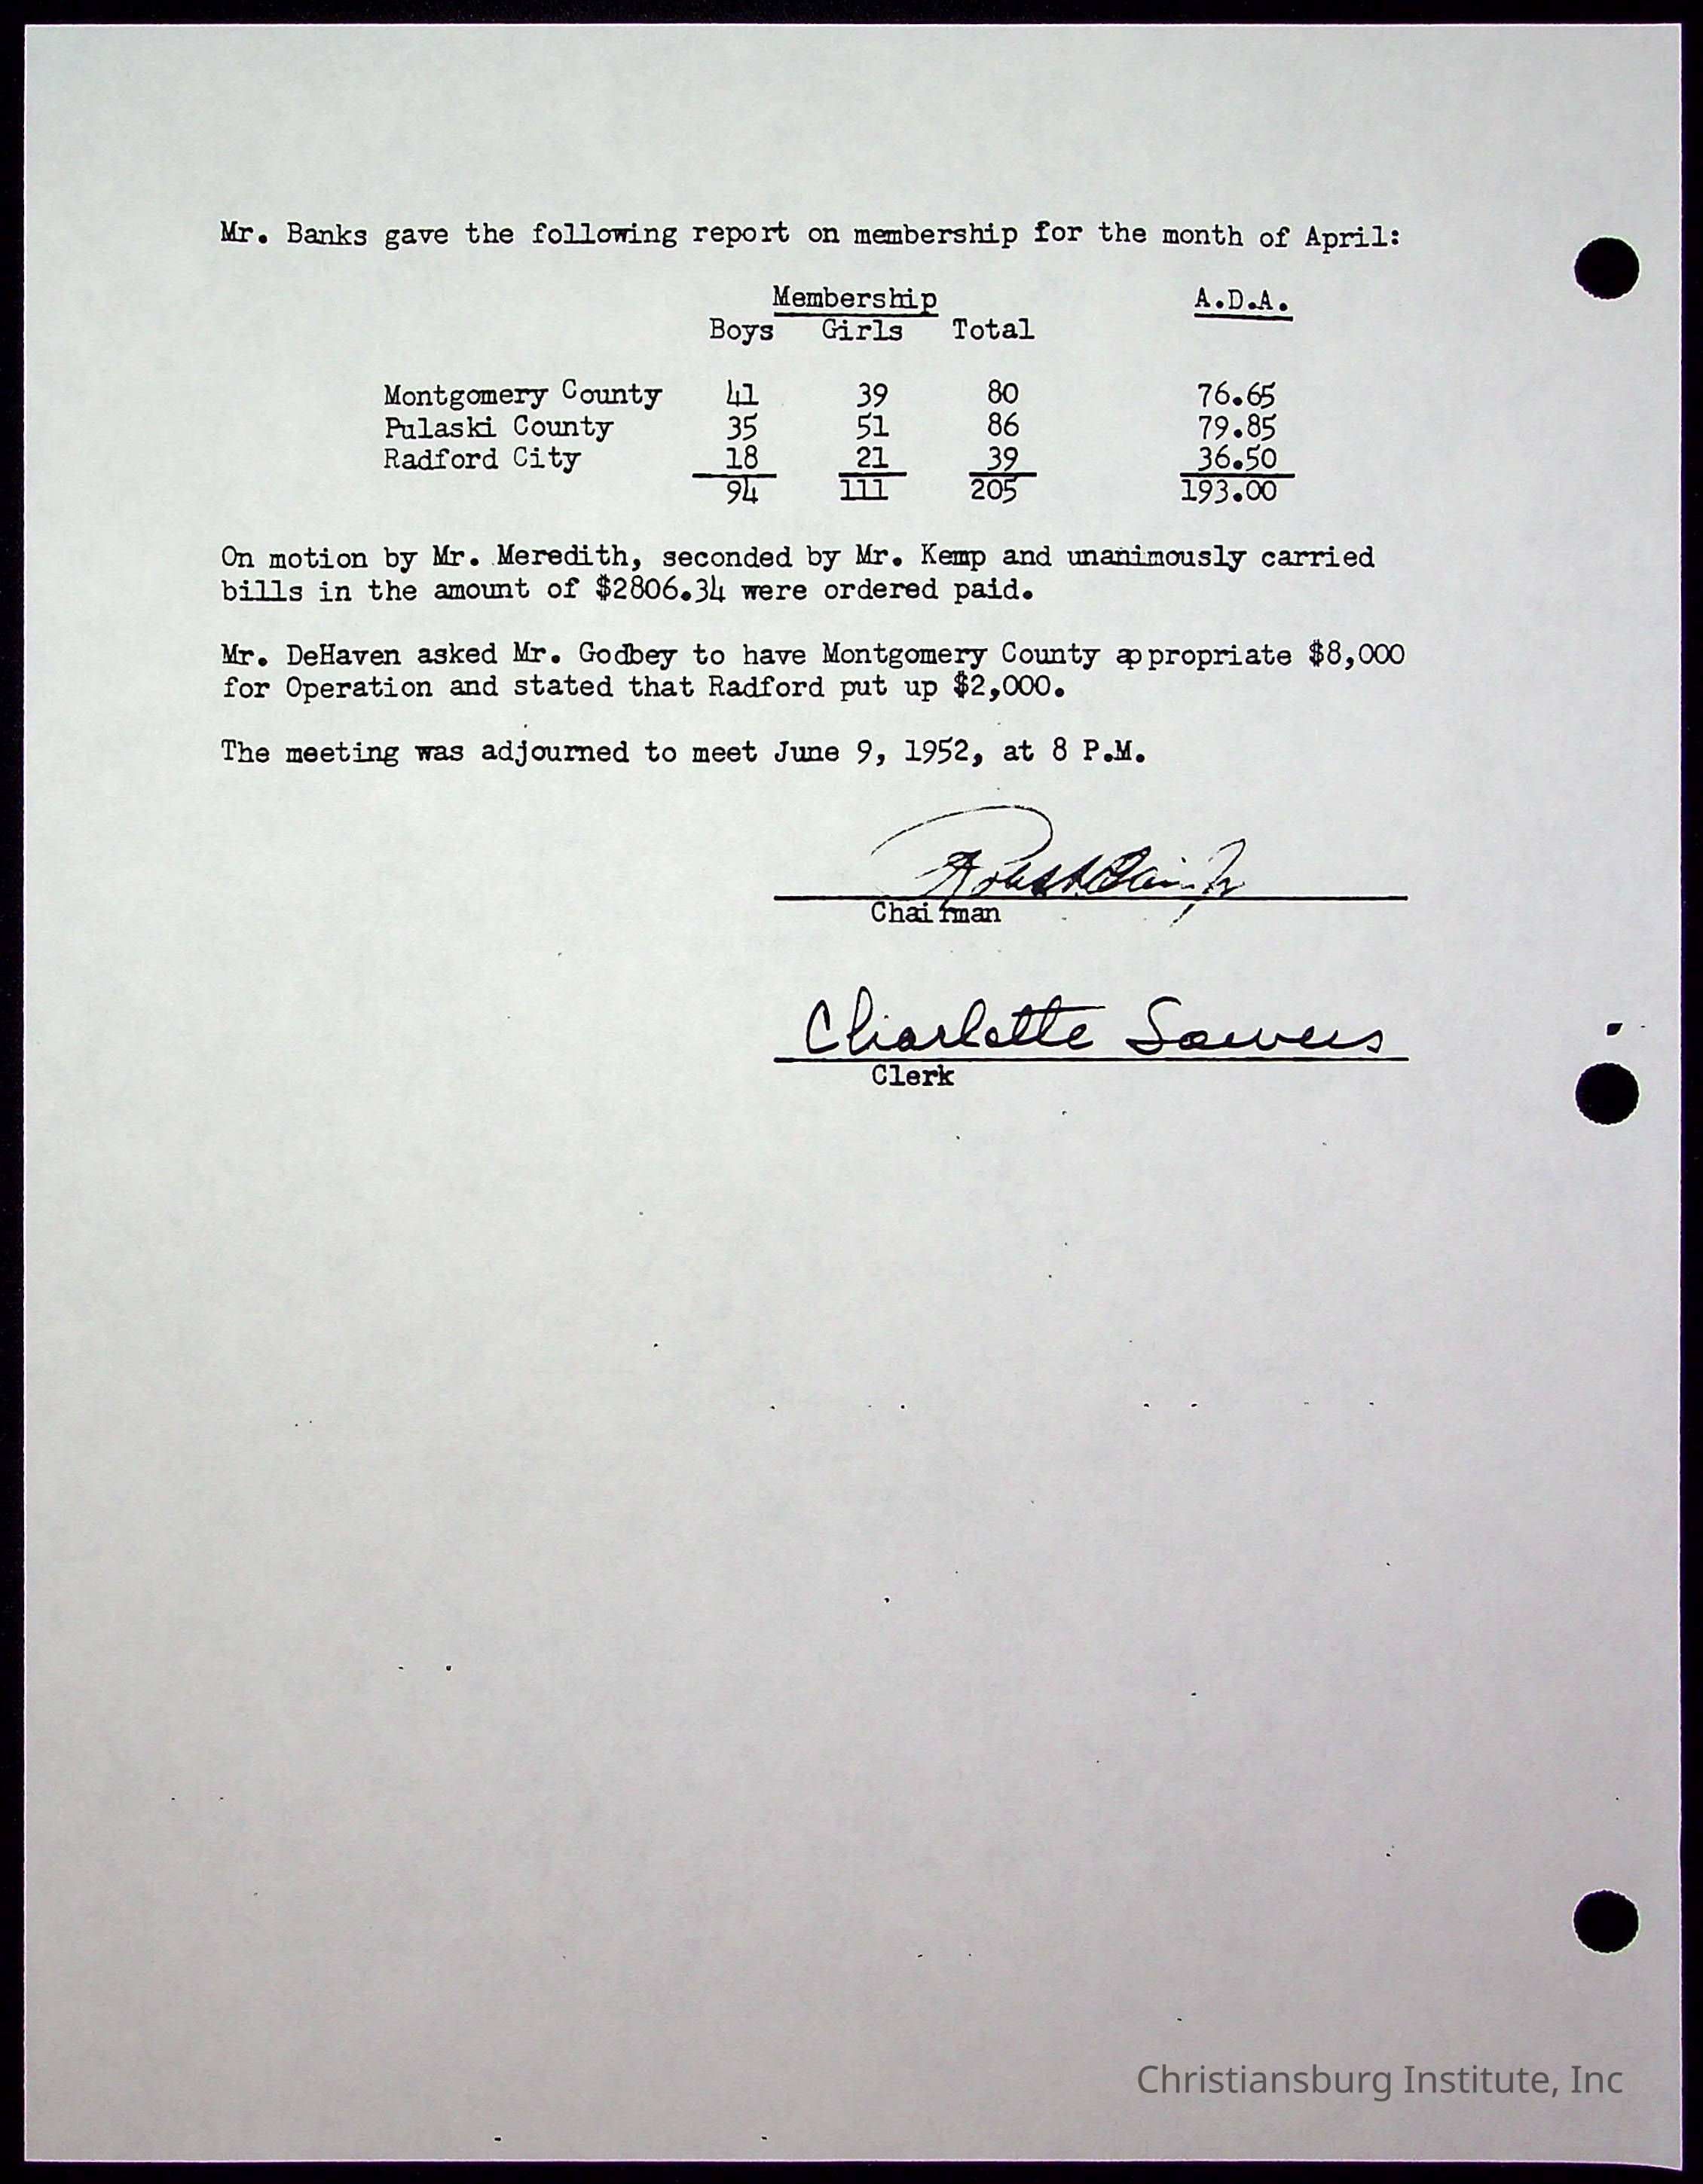 Mr. Banks gave the following report on membership for the month of April:
Membership A.D.A.
Boys Girls Total
Montgomery County 41 39 80 76.65
Pulaski County 35 51 86 79.85
Radford City 18 21 39 36.50
94 111 205 193.00
On motion by Mr. Meredith, seconded by Mr. Kemp and unanimously carried
bills in the amount of $2806.34 were ordered paid.
Mr. DeHaven asked Mr. Godbey to have Montgomery County appropriate $8,000
for Operation and stated that Radford put up $2,000.
The meeting was adjourned to meet June 9, 1952, at 8 P.M.
Chairman
Charlotte Sowers
Clerk
Christiansburg Institute, Inc